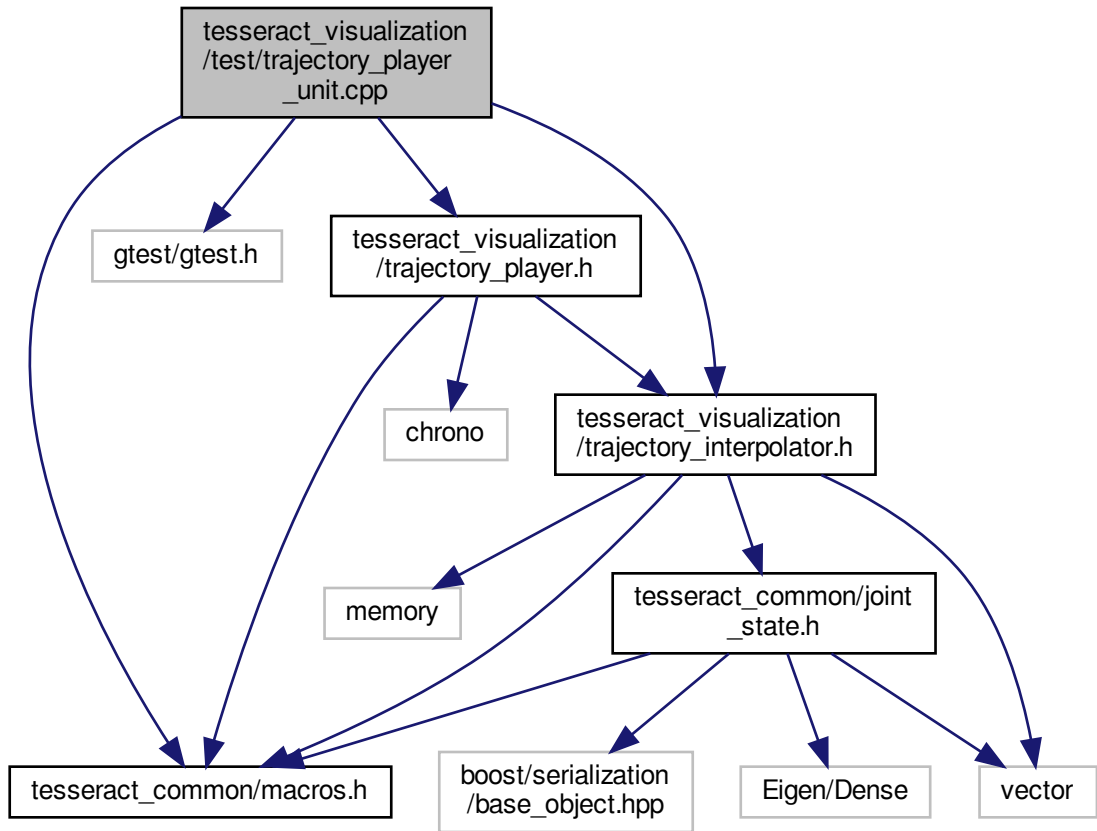 tesseract_visualization
/test/trajectory_player
_unit.cpp
gtest/gtest.h
tesseract_visualization
/trajectory_player.h
chrono
tesseract_visualization
/trajectory_interpolator.h
memory
tesseract_common/joint
_state.h
tesseract_common/macros.h
boost/serialization
/base_object.hpp
Eigen/Dense
vector